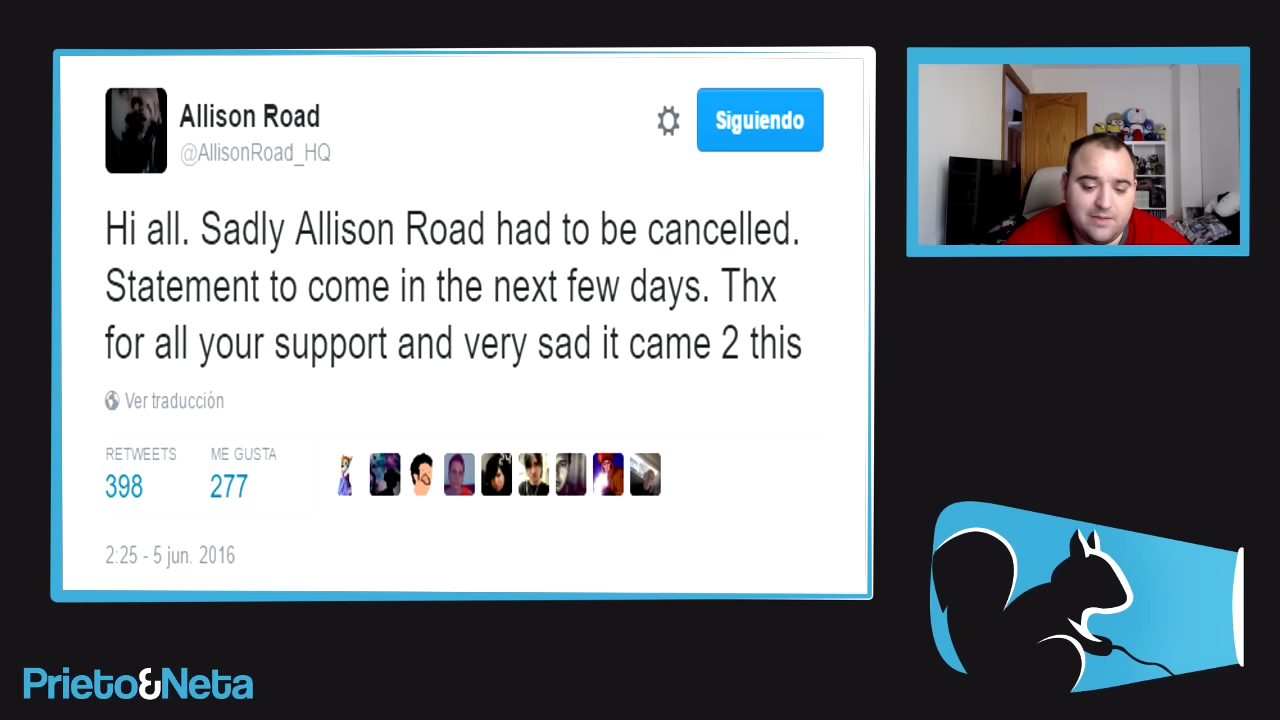 Allison Road
@AllisonRoad_HQ
Siguiendo
Hi all. Sadly Allison Road had to be cancelled.
Statement to come in the next few days. Thx
for all your support and very sad it came 2 this
Ver traducción
RETWEETS ME GUSTA
398 277
2:25 - 5 jun. 2016
Prieto&Neta